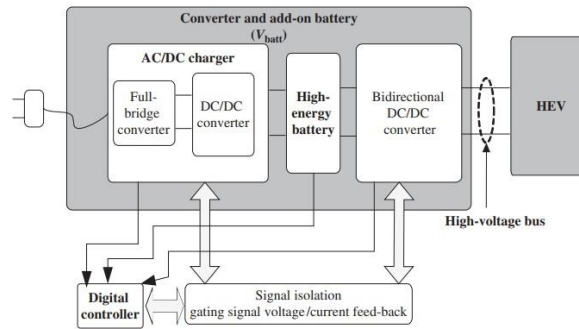 Converter and add-on battery
(Vbatt)
AC/DC charger
Full-
bridge
converter
DC/DC
converter
High-
energy
battery
Bidirectional
DC/DC
converter
HEV
High-voltage bus
Digital
controller
Signal isolation
gating signal voltage/current feed-back